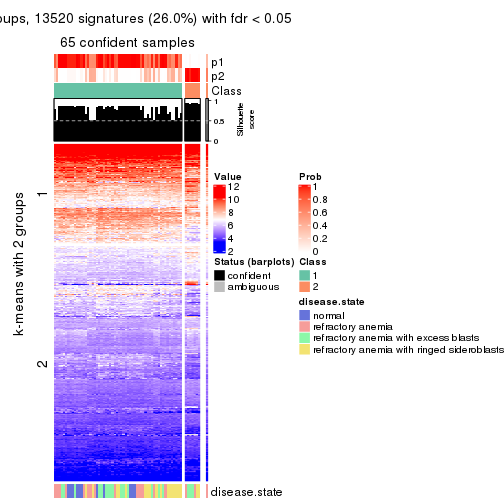 oups, 13520 signatures (26.0%) with fdr < 0.05
65 confident samples
p1
p2
Class
1
0.5
0
Silhouette
score
k-means with 2 groups
1
2
Value
12
10
8
6
4
2
Prob
1
0.8
0.6
0.4
0.2
0
Status (barplots)
confident
ambiguous
Class
1
2
disease.state
normal
refractory anemia
refractory anemia with excess blasts
refractory anemia with ringed sideroblasts
disease.state